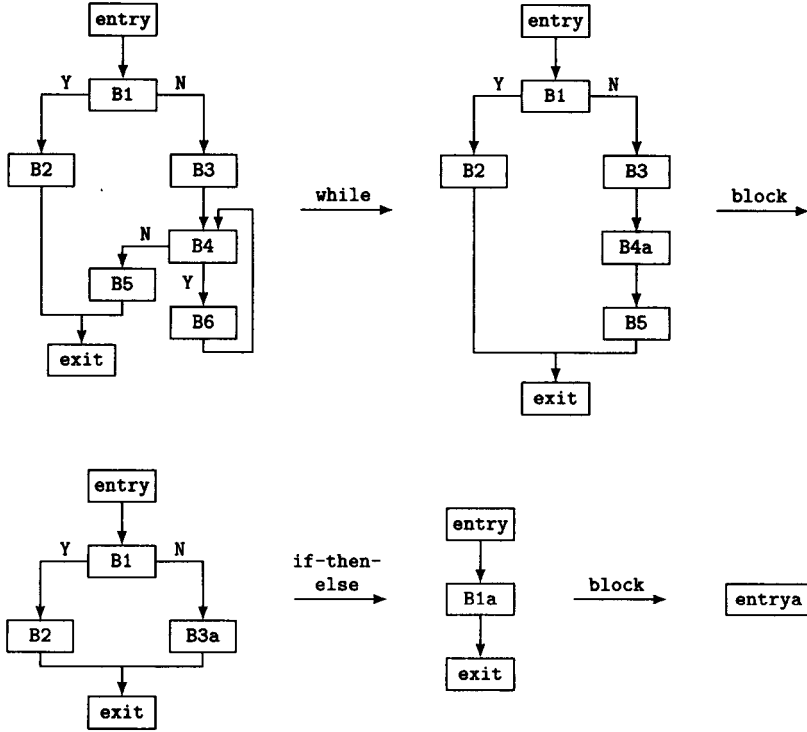 entry
Y
B1
N
B2
B3
N
B4
B5
Y
B6
exit
while
entry
Y
B1
N
B2
B3
B4a
B5
exit
block
entry
Y
B1
N
B2
B3a
exit
if-then-
else
entry
B1a
exit
block
entrya